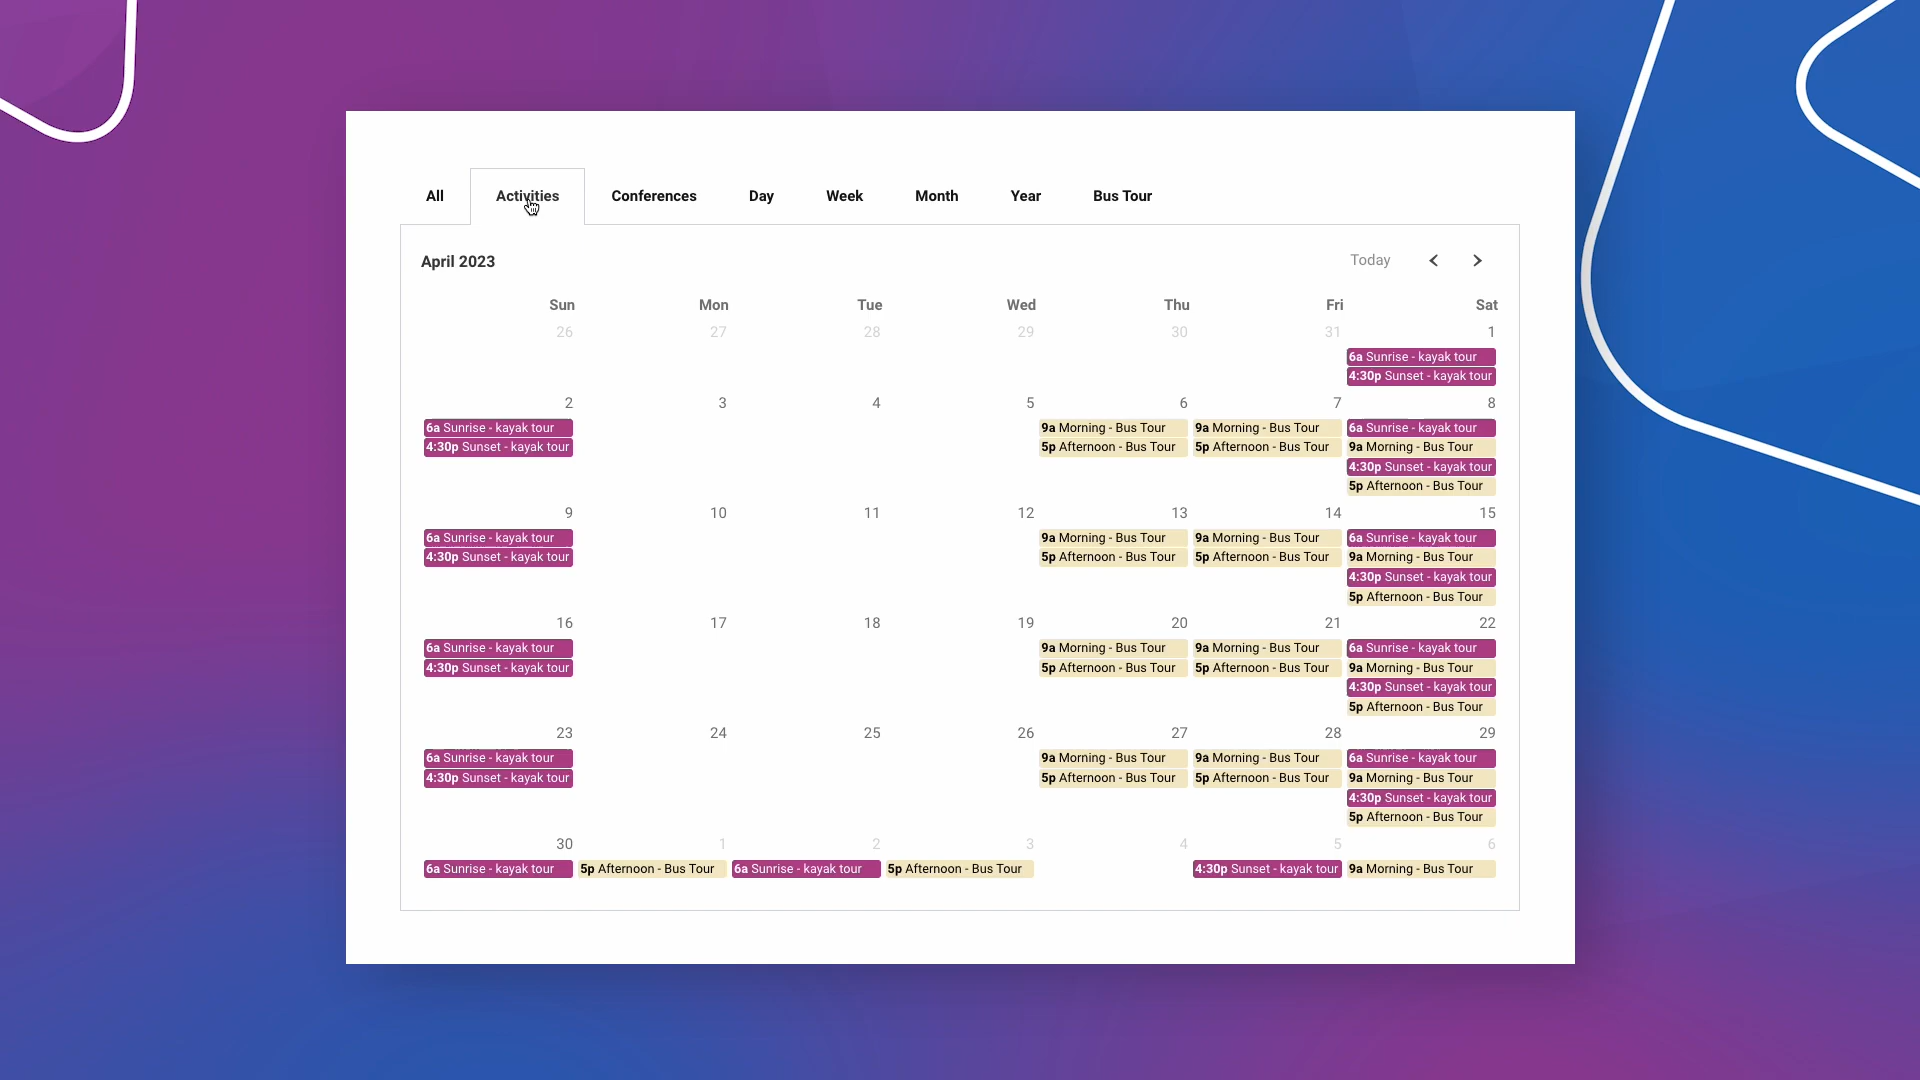 All Activities Conferences Day Week Month Year Bus Tour
April 2023 Today
Sun Mon Tue Wed Thu Fri Sat
26 27 28 29 30 31 1
6a Sunrise - kayak tour
4:30p Sunset - kayak tour
2 3 4 5 6 7 8
6a Sunrise - kayak tour 9a Morning - Bus Tour 9a Morning - Bus Tour 6a Sunrise - kayak tour
4:30p Sunset - kayak tour 5p Afternoon - Bus Tour 5p Afternoon - Bus Tour 9a Morning - Bus Tour
4:30p Sunset - kayak tour
5p Afternoon - Bus Tour
9 10 11 12 13 14 15
6a Sunrise - kayak tour 9a Morning - Bus Tour 9a Morning - Bus Tour 6a Sunrise - kayak tour
4:30p Sunset - kayak tour 5p Afternoon - Bus Tour 5p Afternoon - Bus Tour 9a Morning - Bus Tour
4:30p Sunset - kayak tour
5p Afternoon - Bus Tour
16 17 18 19 20 21 22
6a Sunrise - kayak tour 9a Morning - Bus Tour 9a Morning - Bus Tour 6a Sunrise - kayak tour
4:30p Sunset - kayak tour 5p Afternoon - Bus Tour 5p Afternoon - Bus Tour 9a Morning - Bus Tour
4:30p Sunset - kayak tour
5p Afternoon - Bus Tour
23 24 25 26 27 28 29
6a Sunrise - kayak tour 9a Morning - Bus Tour 9a Morning - Bus Tour 6a Sunrise - kayak tour
4:30p Sunset - kayak tour 5p Afternoon - Bus Tour 5p Afternoon - Bus Tour 9a Morning - Bus Tour
4:30p Sunset - kayak tour
5p Afternoon - Bus Tour
30 1 2 3 4 5 6
6a Sunrise - kayak tour 5p Afternoon - Bus Tour 6a Sunrise - kayak tour 5p Afternoon - Bus Tour 4:30p Sunset - kayak tour 9a Morning - Bus Tour